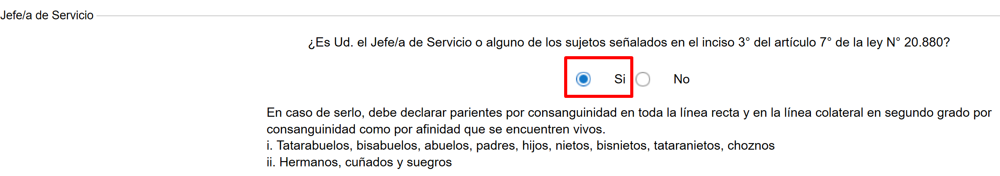 Jefe/a de Servicio
¿Es Ud. el Jefe/a de Servicio o alguno de los sujetos señalados en el inciso 3° del artículo 7° de la ley N° 20.880?
Si No
En caso de serlo, debe declarar parientes por consanguinidad en toda la línea recta y en la línea colateral en segundo grado por
consanguinidad como por afinidad que se encuentren vivos.
i. Tatarabuelos, bisabuelos, abuelos, padres, hijos, nietos, bisnietos, tataranietos, choznos
ii. Hermanos, cuñados y suegros